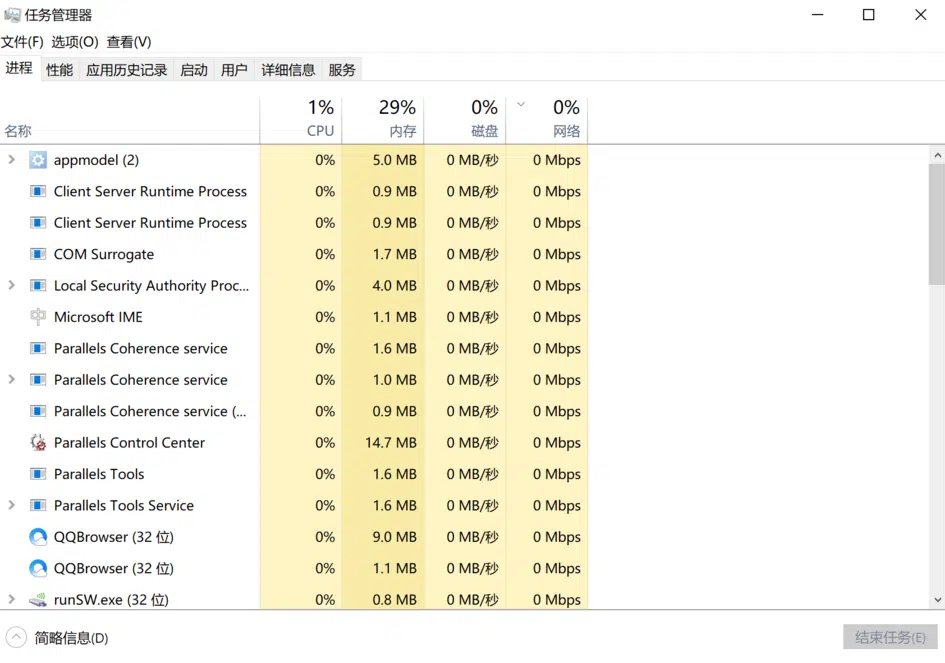 任务管理器
文件(F) 选项(O) 查看(V)
进程 性能 应用历史记录 启动 用户 详细信息 服务
1% 29% 0% 0%
名称 CPU 内存 磁盘 网络
appmodel (2) 0% 5.0 MB 0 MB/秒 0 Mbps
Client Server Runtime Process 0% 0.9 MB 0 MB/秒 0 Mbps
Client Server Runtime Process 0% 0.9 MB 0 MB/秒 0 Mbps
COM Surrogate 0% 1.7 MB 0 MB/秒 0 Mbps
Local Security Authority Proc... 0% 4.0 MB 0 MB/秒 0 Mbps
Microsoft IME 0% 1.1 MB 0 MB/秒 0 Mbps
Parallels Coherence service 0% 1.6 MB 0 MB/秒 0 Mbps
Parallels Coherence service 0% 1.0 MB 0 MB/秒 0 Mbps
Parallels Coherence service (... 0% 0.9 MB 0 MB/秒 0 Mbps
Parallels Control Center 0% 14.7 MB 0 MB/秒 0 Mbps
Parallels Tools 0% 1.6 MB 0 MB/秒 0 Mbps
Parallels Tools Service 0% 1.6 MB 0 MB/秒 0 Mbps
QQBrowser (32 位) 0% 9.0 MB 0 MB/秒 0 Mbps
QQBrowser (32 位) 0% 1.1 MB 0 MB/秒 0 Mbps
runSW.exe (32 位) 0% 0.8 MB 0 MB/秒 0 Mbps
简略信息(D) 结束任务(E)